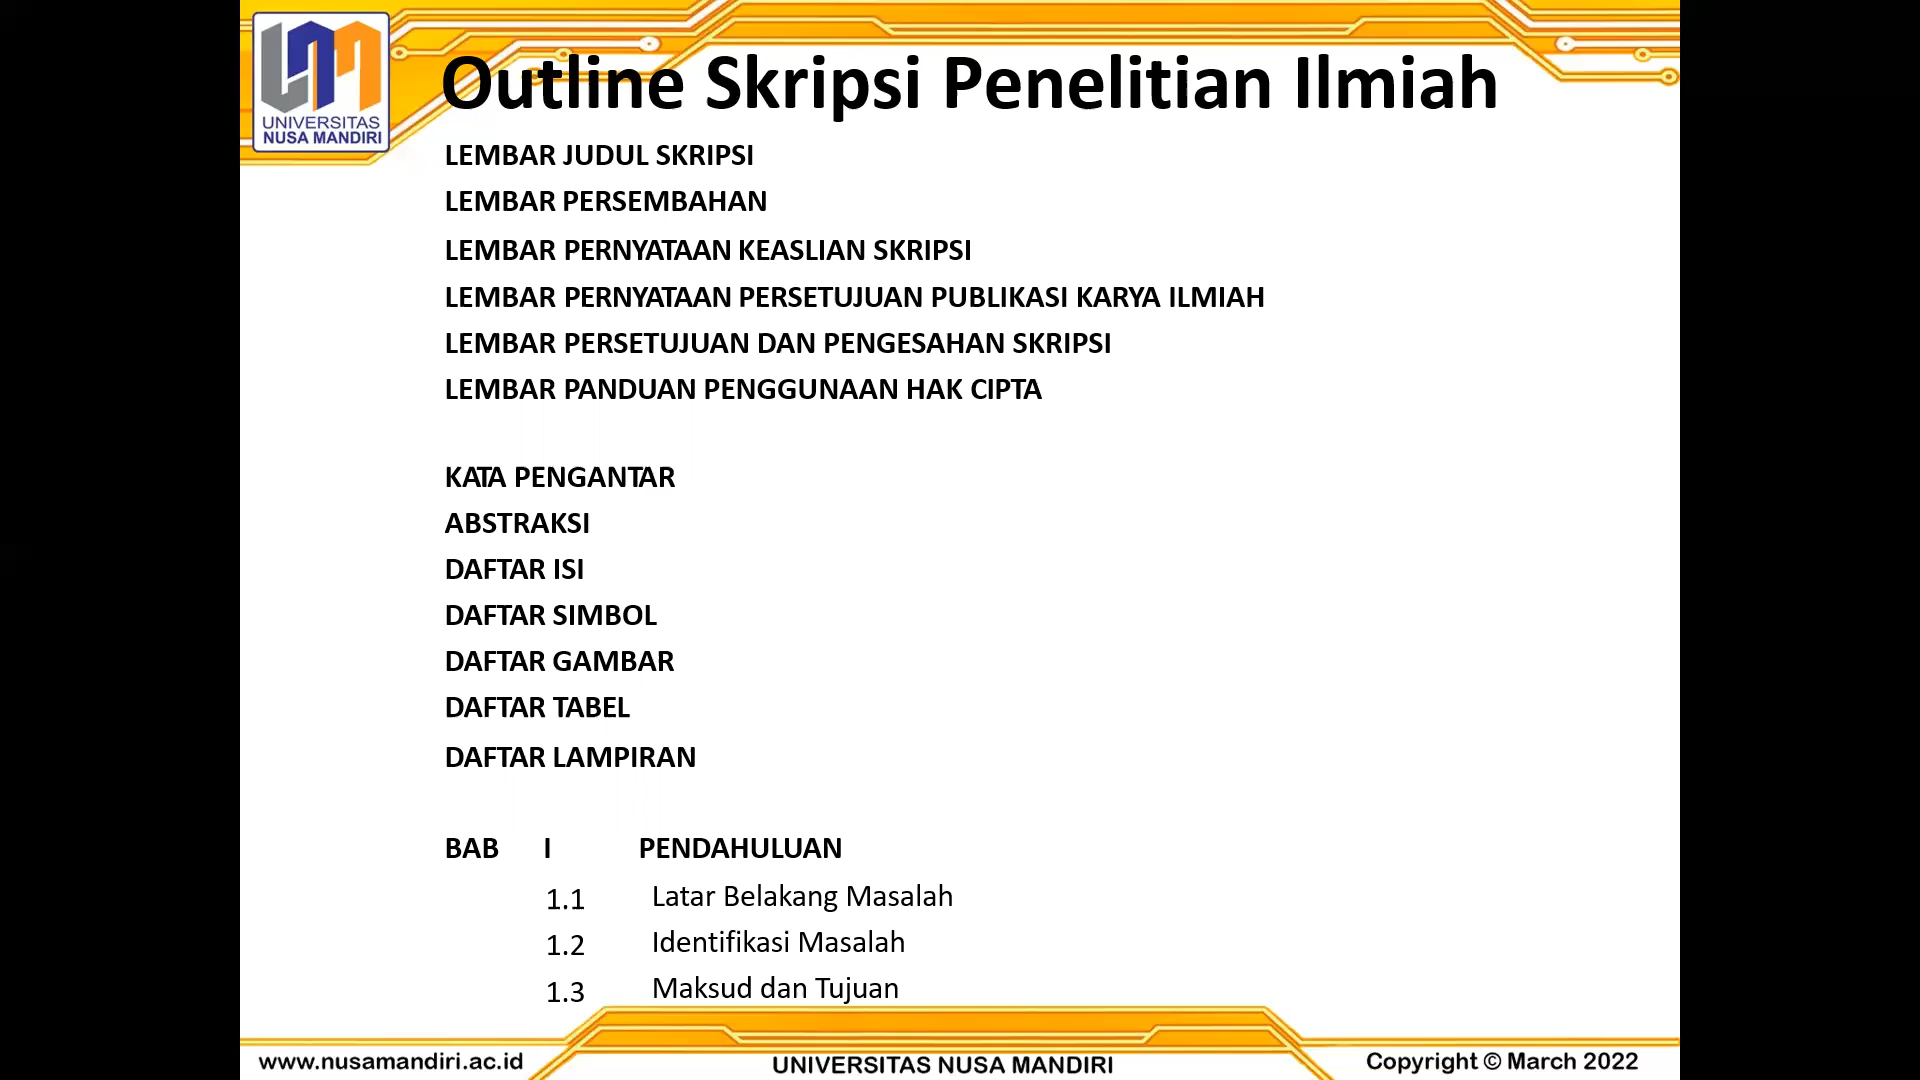 UNIVERSITAS
NUSA MANDIRI
Outline Skripsi Penelitian Ilmiah
LEMBAR JUDUL SKRIPSI
LEMBAR PERSEMBAHAN
LEMBAR PERNYATAAN KEASLIAN SKRIPSI
LEMBAR PERNYATAAN PERSETUJUAN PUBLIKASI KARYA ILMIAH
LEMBAR PERSETUJUAN DAN PENGESAHAN SKRIPSI
LEMBAR PANDUAN PENGGUNAAN HAK CIPTA
KATA PENGANTAR
ABSTRAKSI
DAFTAR ISI
DAFTAR SIMBOL
DAFTAR GAMBAR
DAFTAR TABEL
DAFTAR LAMPIRAN
BAB I PENDAHULUAN
1.1 Latar Belakang Masalah
1.2 Identifikasi Masalah
1.3 Maksud dan Tujuan
www.nusamandiri.ac.id UNIVERSITAS NUSA MANDIRI Copyright © March 2022